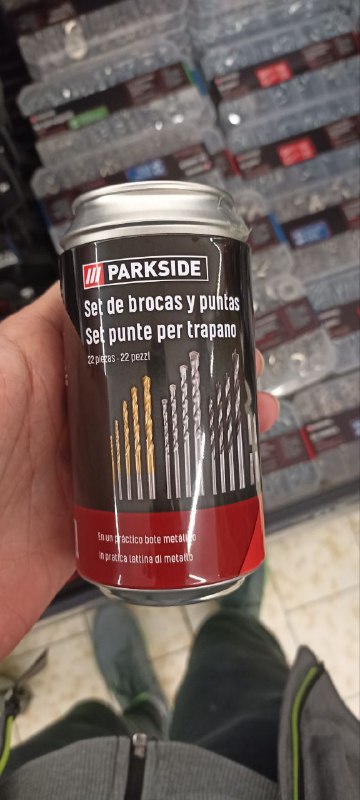 PARKSIDE
Set de brocas y puntas
Set punte per trapano
22 piezas - 22 pezzi
En un práctico bote metálico
In pratica lattina di metallo